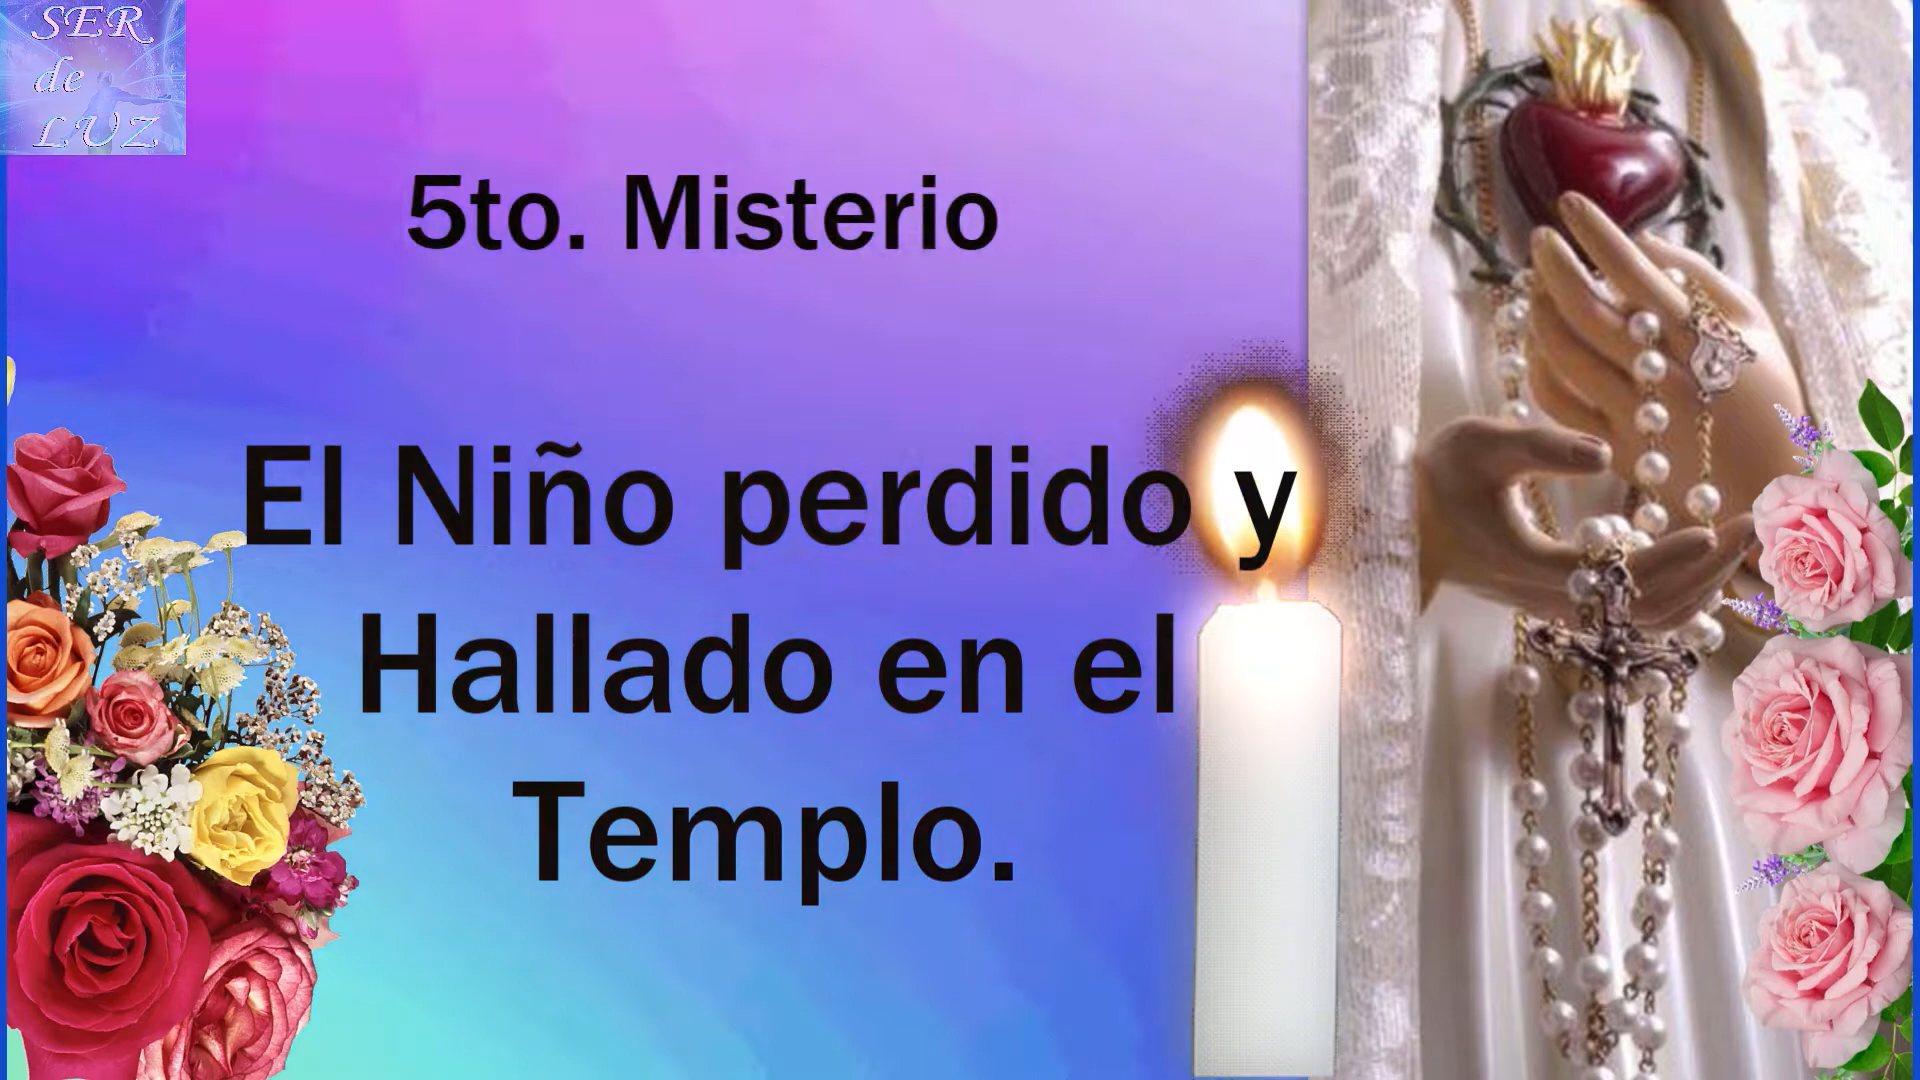 SER
de
LUZ
5to. Misterio
El Niño perdido y
Hallado en el
Templo.